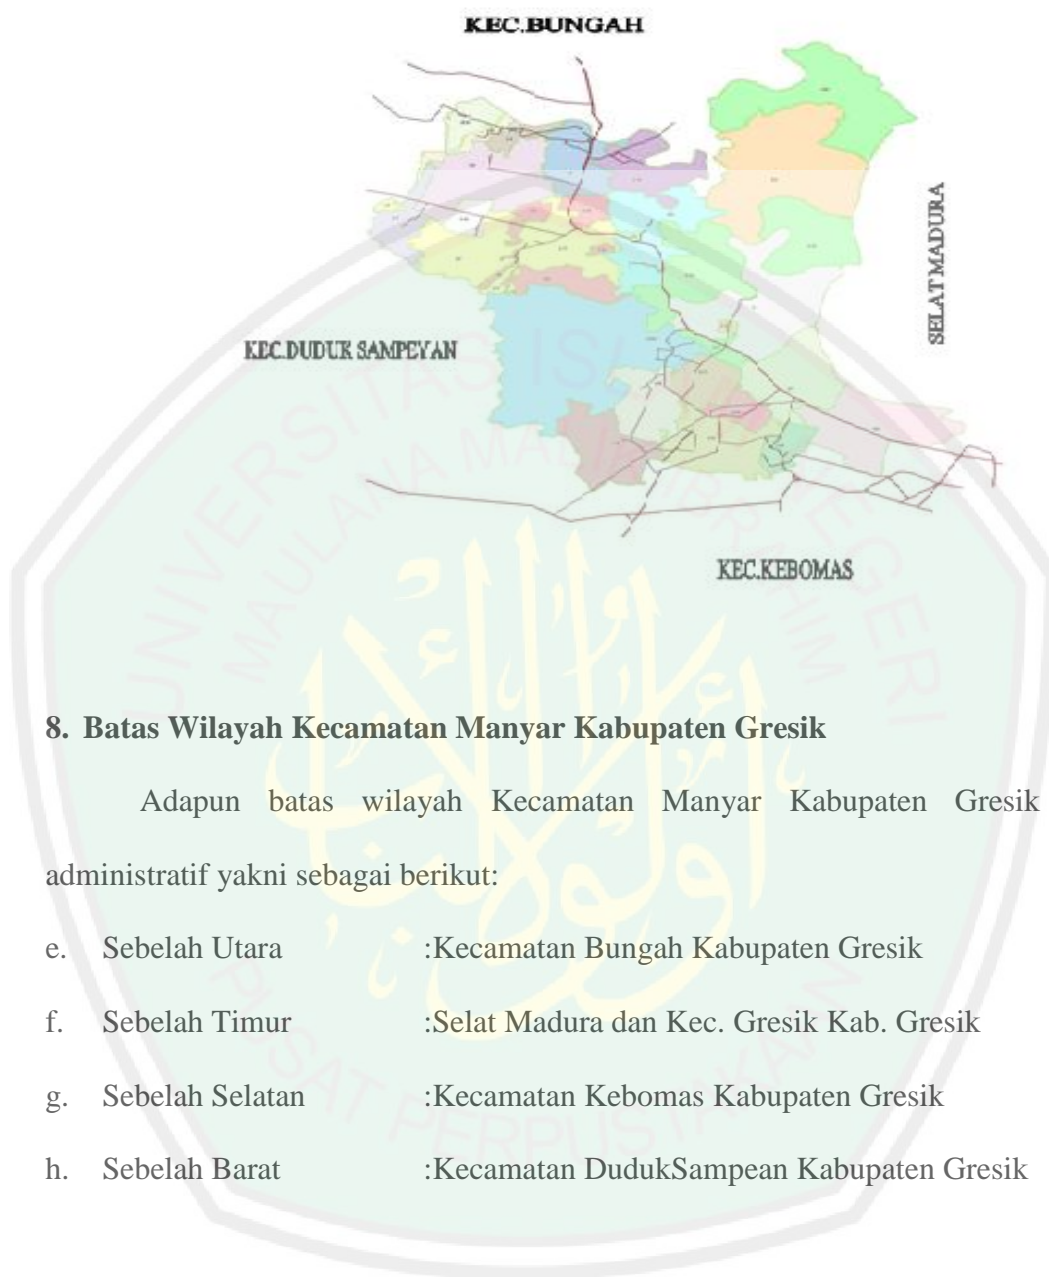 KEC.BUNGAH
SELAT MADURA
KEC.DUDUK SAMPEYAN
KEC.KEBOMAS
8. Batas Wilayah Kecamatan Manyar Kabupaten Gresik
Adapun batas wilayah Kecamatan Manyar Kabupaten Gresik
administratif yakni sebagai berikut:
e. Sebelah Utara :Kecamatan Bungah Kabupaten Gresik
f. Sebelah Timur :Selat Madura dan Kec. Gresik Kab. Gresik
g. Sebelah Selatan :Kecamatan Kebomas Kabupaten Gresik
h. Sebelah Barat :Kecamatan DudukSampean Kabupaten Gresik
PUSAT PERPUSTAKAAN